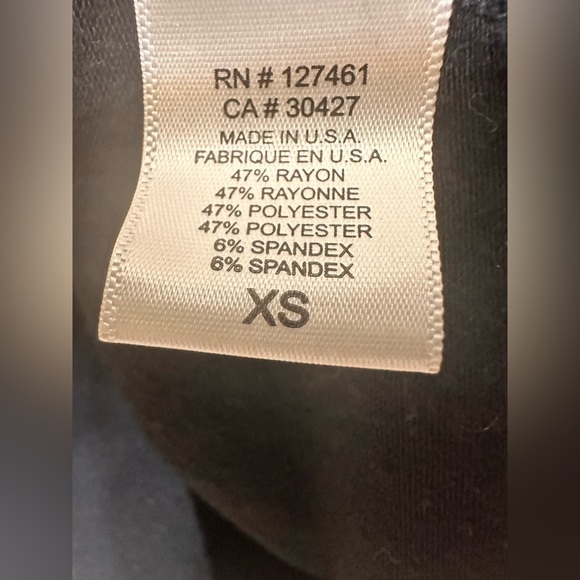 RN # 127461
CA # 30427
MADE IN U.S.A.
FABRIQUE EN U.S.A.
47% RAYON
47% RAYONNE
47% POLYESTER
47% POLYESTER
6% SPANDEX
6% SPANDEX
XS